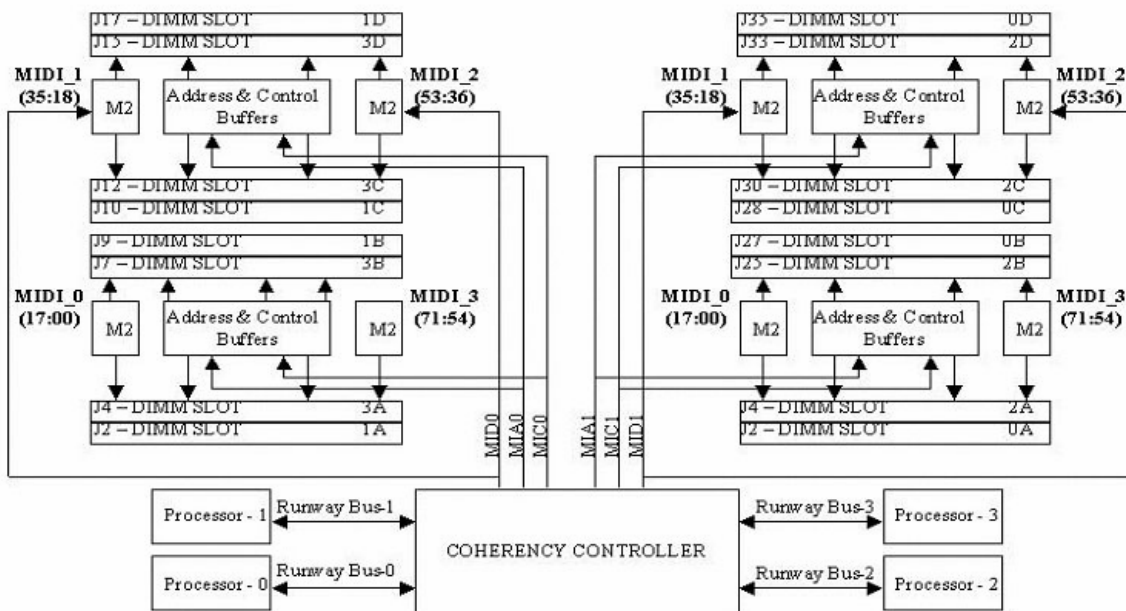 J17 – DIMM SLOT 1D
J15 – DIMM SLOT 3D
MIDI_1
(35:18)
M2
Address & Control
Buffers
M2
MIDI_2
(53:36)
J12 – DIMM SLOT 3C
J10 – DIMM SLOT 1C
J9 – DIMM SLOT 1B
J7 – DIMM SLOT 3B
MIDI_0
(17:00)
M2
Address & Control
Buffers
M2
MIDI_3
(71:54)
J4 – DIMM SLOT 3A
J2 – DIMM SLOT 1A
J35 – DIMM SLOT 0D
J33 – DIMM SLOT 2D
MIDI_1
(35:18)
M2
Address & Control
Buffers
M2
MIDI_2
(53:36)
J30 – DIMM SLOT 2C
J28 – DIMM SLOT 0C
J27 – DIMM SLOT 0B
J25 – DIMM SLOT 2B
MIDI_0
(17:00)
M2
Address & Control
Buffers
M2
MIDI_3
(71:54)
J4 – DIMM SLOT 2A
J2 – DIMM SLOT 0A
MID0
MIA0
MIC0
MIA1
MIC1
MID1
Processor - 1
Runway Bus-1
Processor - 0
Runway Bus-0
COHERENCY CONTROLLER
Runway Bus-3
Processor - 3
Runway Bus-2
Processor - 2